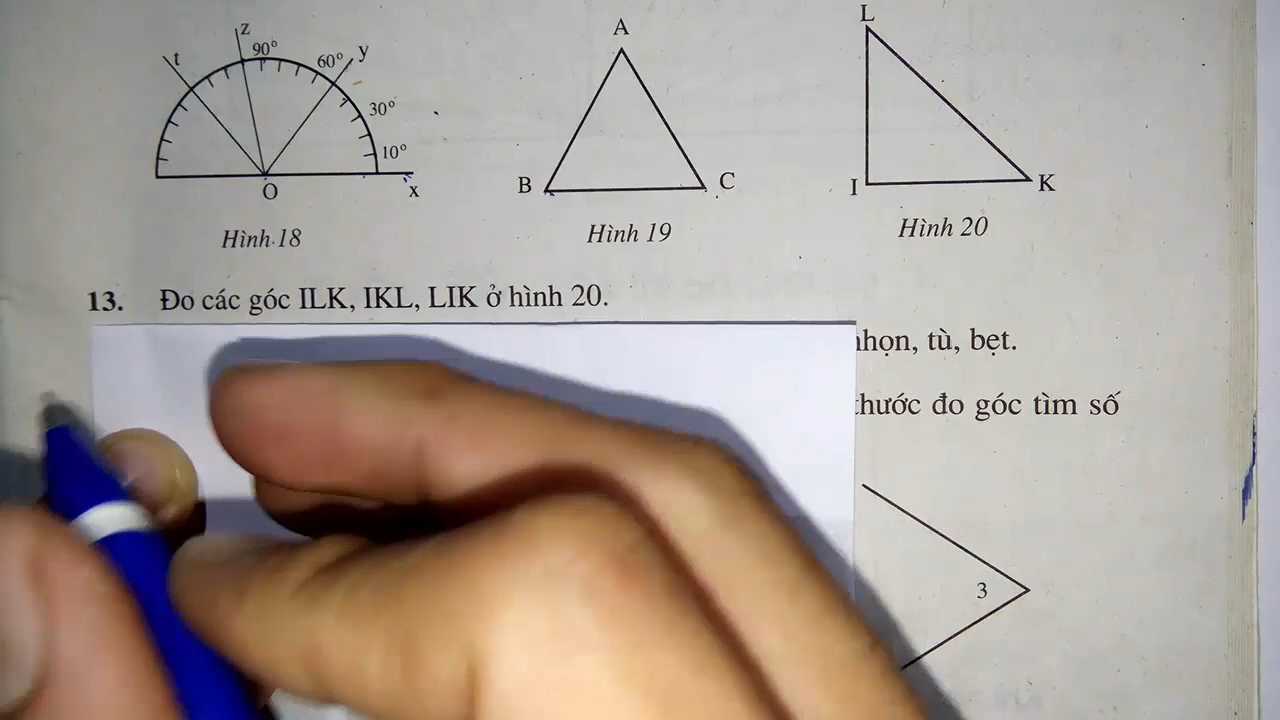 t z 90° 60° y 30° 10° O x
A B C
L I K
Hình 18 Hình 19 Hình 20
13. Đo các góc ILK, IKL, LIK ở hình 20.
nhọn, tù, bẹt.
thước đo góc tìm số
3